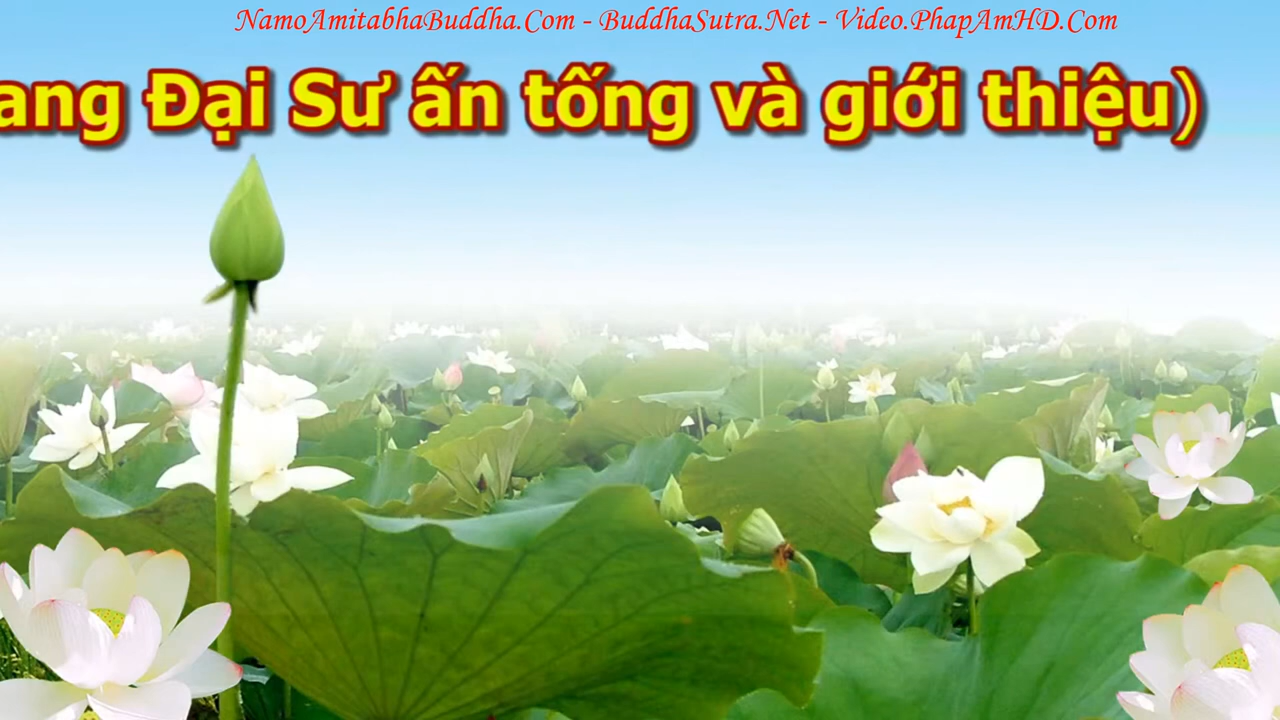 NamoAmitabhaBuddha.Com - BuddhaSutra.Net - Video.PhapAmHD.Com
ang Đại Sư ấn tống và giới thiệu)